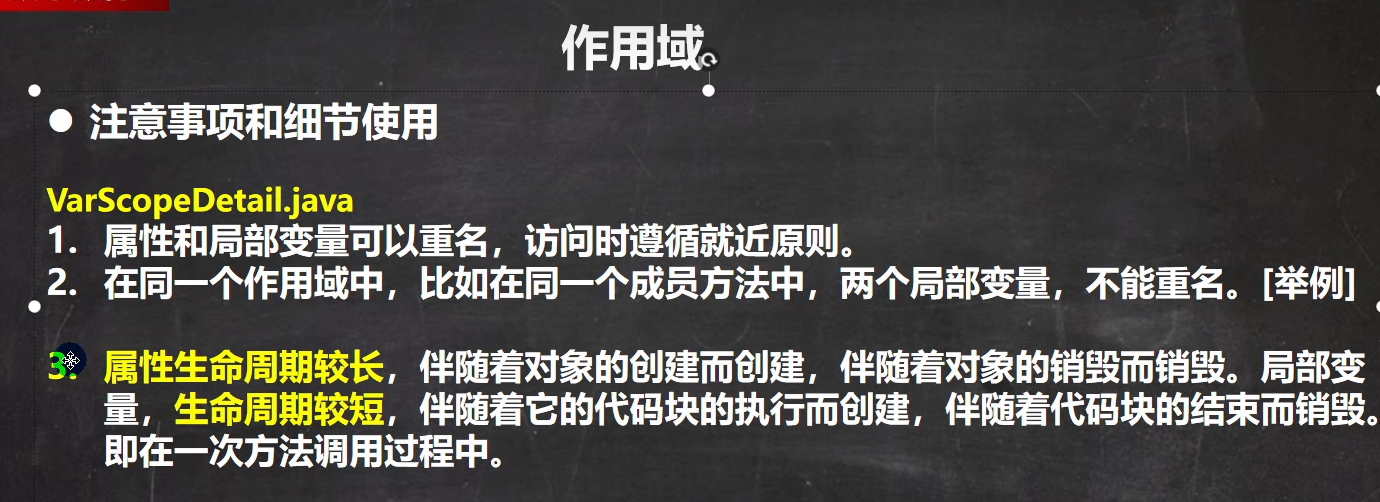 作用域
● 注意事项和细节使用
VarScopeDetail.java
1. 属性和局部变量可以重名，访问时遵循就近原则。
2. 在同一个作用域中，比如在同一个成员方法中，两个局部变量，不能重名。[举例]
3. 属性生命周期较长，伴随着对象的创建而创建，伴随着对象的销毁而销毁。局部变
量，生命周期较短，伴随着它的代码块的执行而创建，伴随着代码块的结束而销毁。
即在一次方法调用过程中。